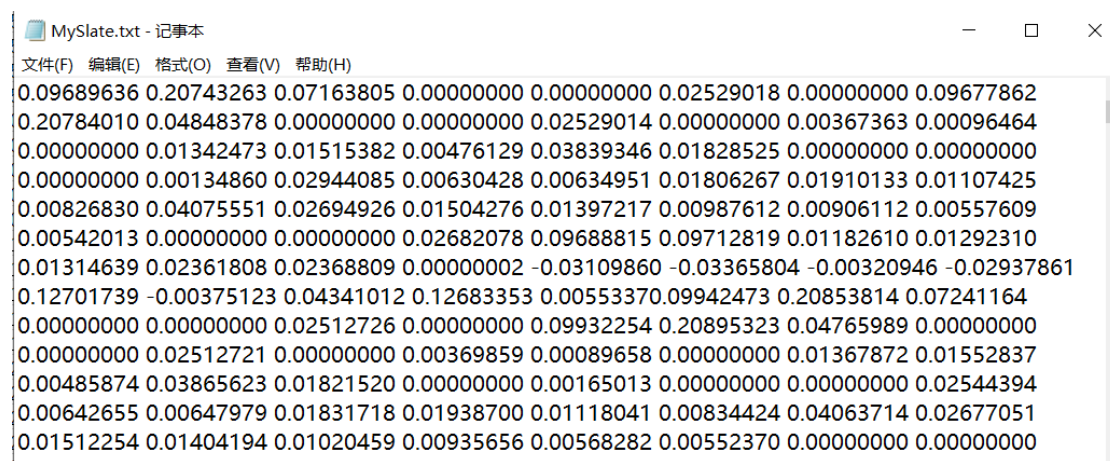 MySlate.txt - 记事本
文件(F) 编辑(E) 格式(O) 查看(V) 帮助(H)
0.09689636 0.20743263 0.07163805 0.00000000 0.00000000 0.02529018 0.00000000 0.09677862
0.20784010 0.04848378 0.00000000 0.00000000 0.02529014 0.00000000 0.00367363 0.00096464
0.00000000 0.01342473 0.01515382 0.00476129 0.03839346 0.01828525 0.00000000 0.00000000
0.00000000 0.00134860 0.02944085 0.00630428 0.00634951 0.01806267 0.01910133 0.01107425
0.00826830 0.04075551 0.02694926 0.01504276 0.01397217 0.00987612 0.00906112 0.00557609
0.00542013 0.00000000 0.00000000 0.02682078 0.09688815 0.09712819 0.01182610 0.01292310
0.01314639 0.02361808 0.02368809 0.00000002 -0.03109860 -0.03365804 -0.00320946 -0.02937861
0.12701739 -0.00375123 0.04341012 0.12683353 0.00553370.09942473 0.20853814 0.07241164
0.00000000 0.00000000 0.02512726 0.00000000 0.09932254 0.20895323 0.04765989 0.00000000
0.00000000 0.02512721 0.00000000 0.00369859 0.00089658 0.00000000 0.01367872 0.01552837
0.00485874 0.03865623 0.01821520 0.00000000 0.00165013 0.00000000 0.00000000 0.02544394
0.00642655 0.00647979 0.01831718 0.01938700 0.01118041 0.00834424 0.04063714 0.02677051
0.01512254 0.01404194 0.01020459 0.00935656 0.00568282 0.00552370 0.00000000 0.00000000